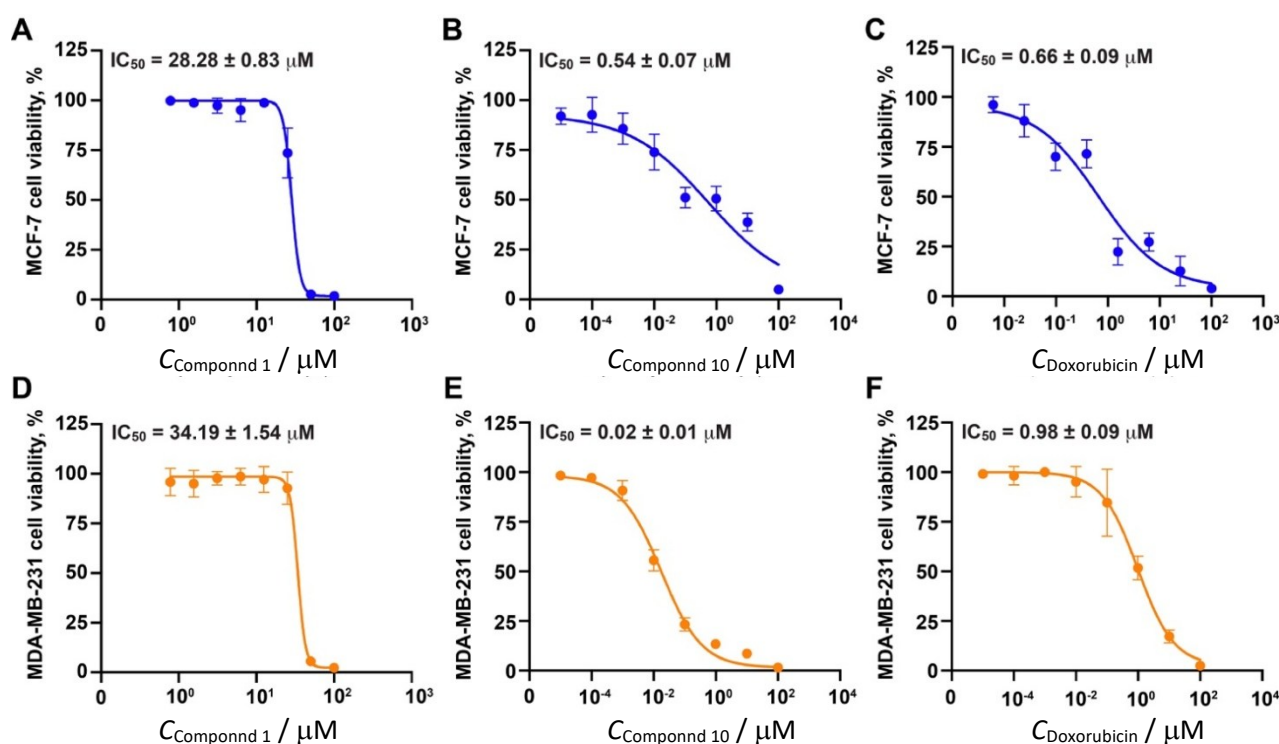 A
IC50 = 28.28 ± 0.83 μM
MCF-7 cell viability, %
125
100
75
50
25
0
0 10^0 10^1 10^2 10^3
CComponnd 1 / μM
B
IC50 = 0.54 ± 0.07 μM
MCF-7 cell viability, %
125
100
75
50
25
0
0 10^-4 10^-2 10^0 10^2 10^4
CComponnd 10 / μM
C
IC50 = 0.66 ± 0.09 μM
MCF-7 cell viability, %
125
100
75
50
25
0
0 10^-2 10^-1 10^0 10^1 10^2 10^3
CDoxorubicin / μM
D
IC50 = 34.19 ± 1.54 μM
MDA-MB-231 cell viability, %
125
100
75
50
25
0
0 10^0 10^1 10^2 10^3
CComponnd 1 / μM
E
IC50 = 0.02 ± 0.01 μM
MDA-MB-231 cell viability, %
125
100
75
50
25
0
0 10^-4 10^-2 10^0 10^2 10^4
CComponnd 10 / μM
F
IC50 = 0.98 ± 0.09 μM
MDA-MB-231 cell viability, %
125
100
75
50
25
0
0 10^-4 10^-2 10^0 10^2 10^4
CDoxorubicin / μM